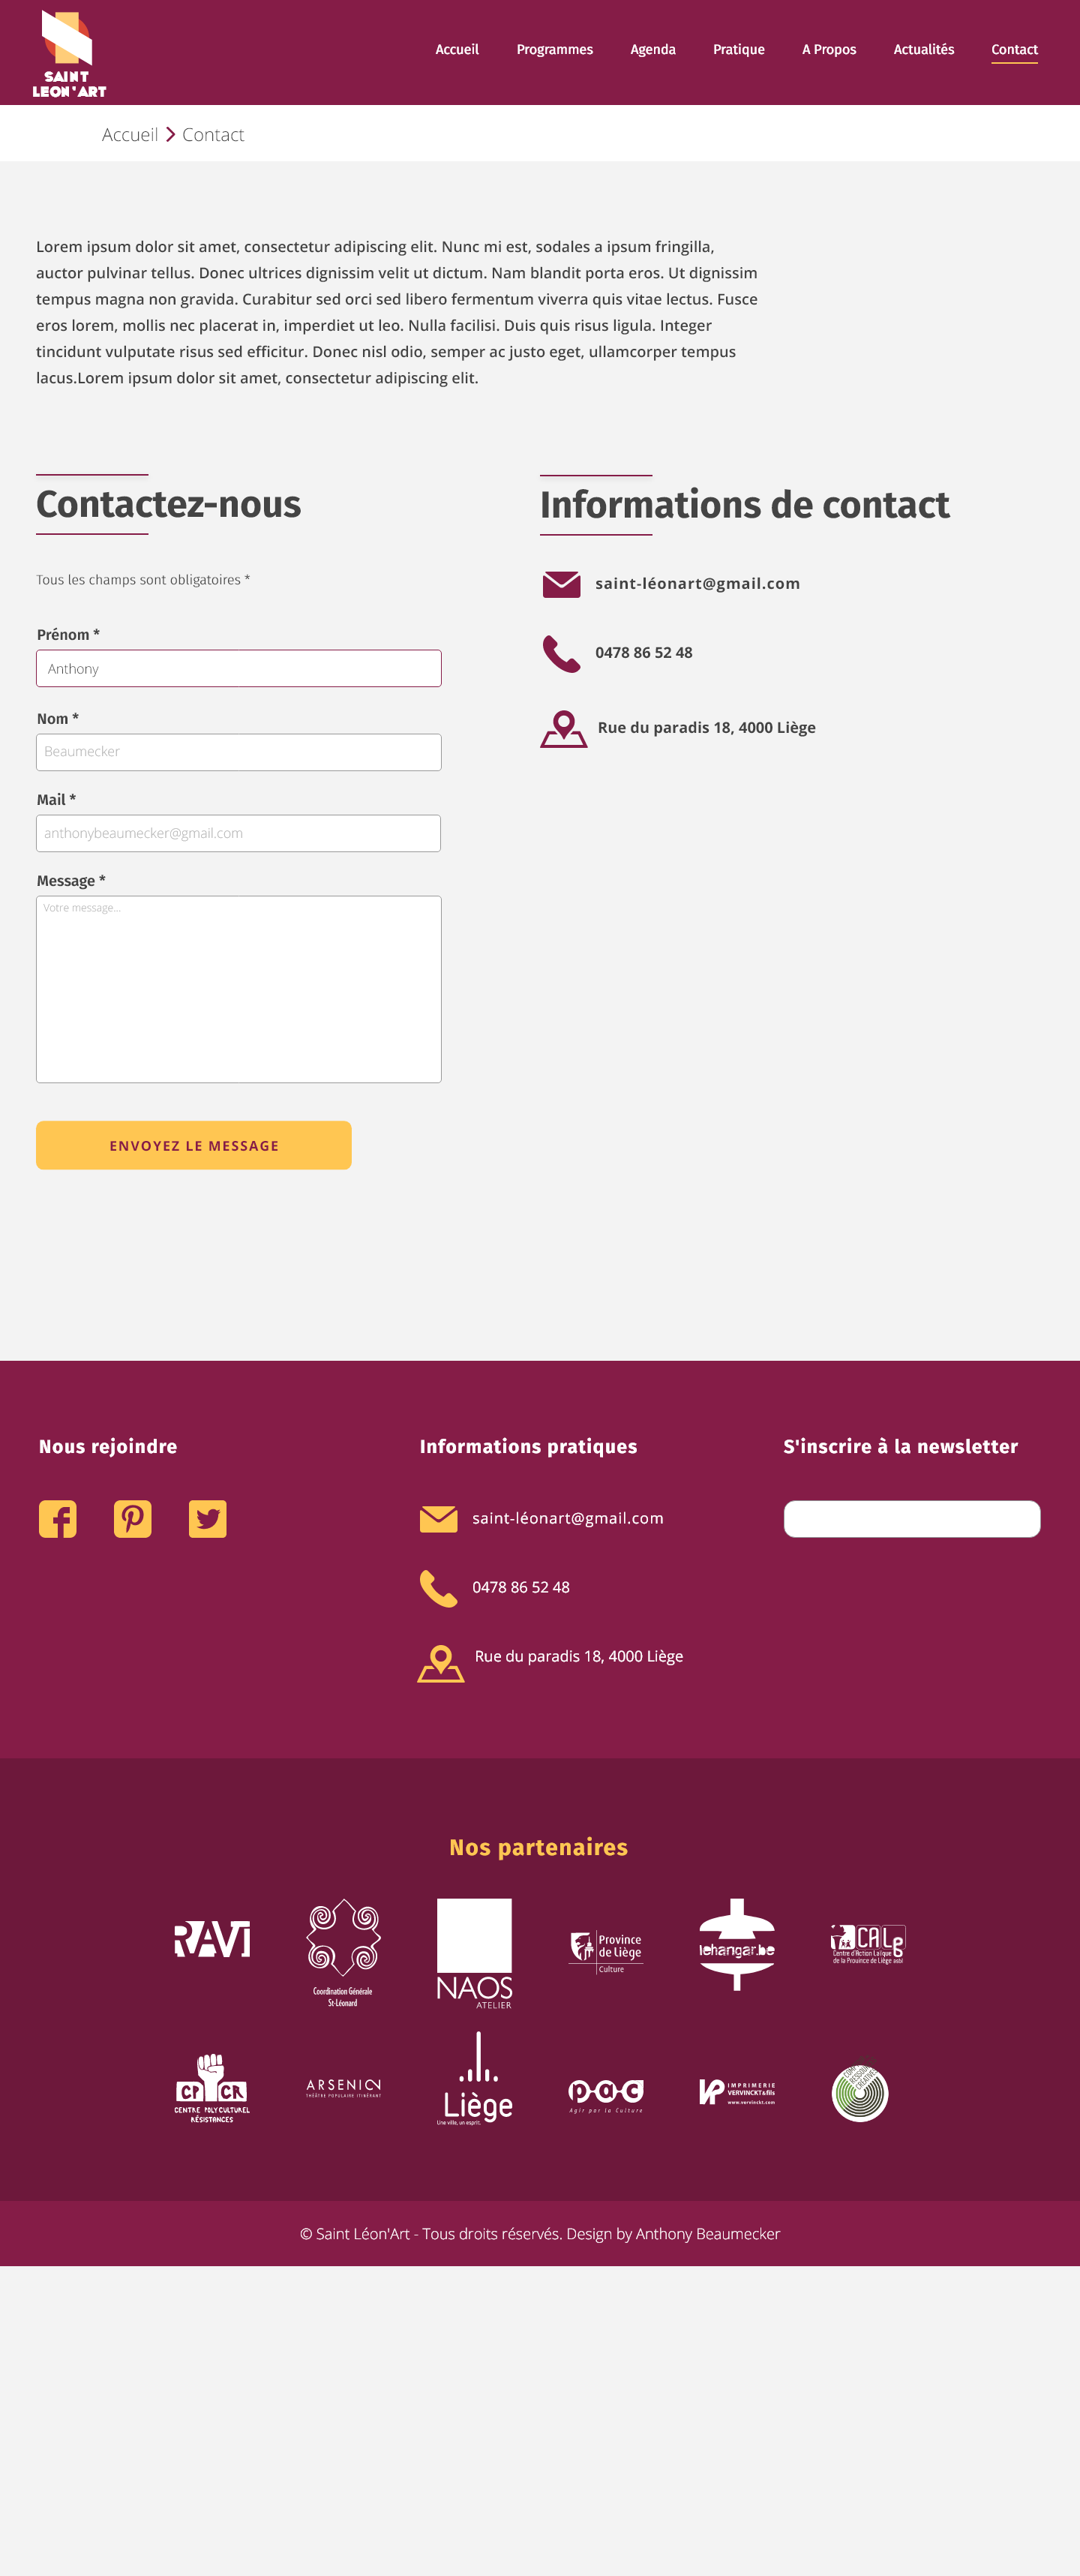 SAINT
LEON'ART
Accueil Programmes Agenda Pratique A Propos Actualités Contact
Accueil Contact
Lorem ipsum dolor sit amet, consectetur adipiscing elit. Nunc mi est, sodales a ipsum fringilla,
auctor pulvinar tellus. Donec ultrices dignissim velit ut dictum. Nam blandit porta eros. Ut dignissim
tempus magna non gravida. Curabitur sed orci sed libero fermentum viverra quis vitae lectus. Fusce
eros lorem, mollis nec placerat in, imperdiet ut leo. Nulla facilisi. Duis quis risus ligula. Integer
tincidunt vulputate risus sed efficitur. Donec nisl odio, semper ac justo eget, ullamcorper tempus
lacus.Lorem ipsum dolor sit amet, consectetur adipiscing elit.
Contactez-nous
Tous les champs sont obligatoires *
Prénom *
Anthony
Nom *
Beaumecker
Mail *
anthonybeaumecker@gmail.com
Message *
Votre message...
ENVOYEZ LE MESSAGE
Informations de contact
saint-léonart@gmail.com
0478 86 52 48
Rue du paradis 18, 4000 Liège
Nous rejoindre
Informations pratiques
saint-léonart@gmail.com
0478 86 52 48
Rue du paradis 18, 4000 Liège
S'inscrire à la newsletter
Nos partenaires
RAVi
Coordination Générale
St-Léonard
NAOS
ATELIER
Province
de liège
Culture
lehangar.be
CALg
Centre d'Action Laïque
de la Province de Liège asbl
CPCR
CENTRE POLYCULTUREL
RÉSISTANCES
ARSENIC
THÉÂTRE POPULAIRE ITINÉRANT
Liège
Une ville, un esprit.
p-a-c
Agir par la Culture
VP IMPRIMERIE
VERVINCKT&fils
www.vervinckt.com
© Saint Léon'Art - Tous droits réservés. Design by Anthony Beaumecker